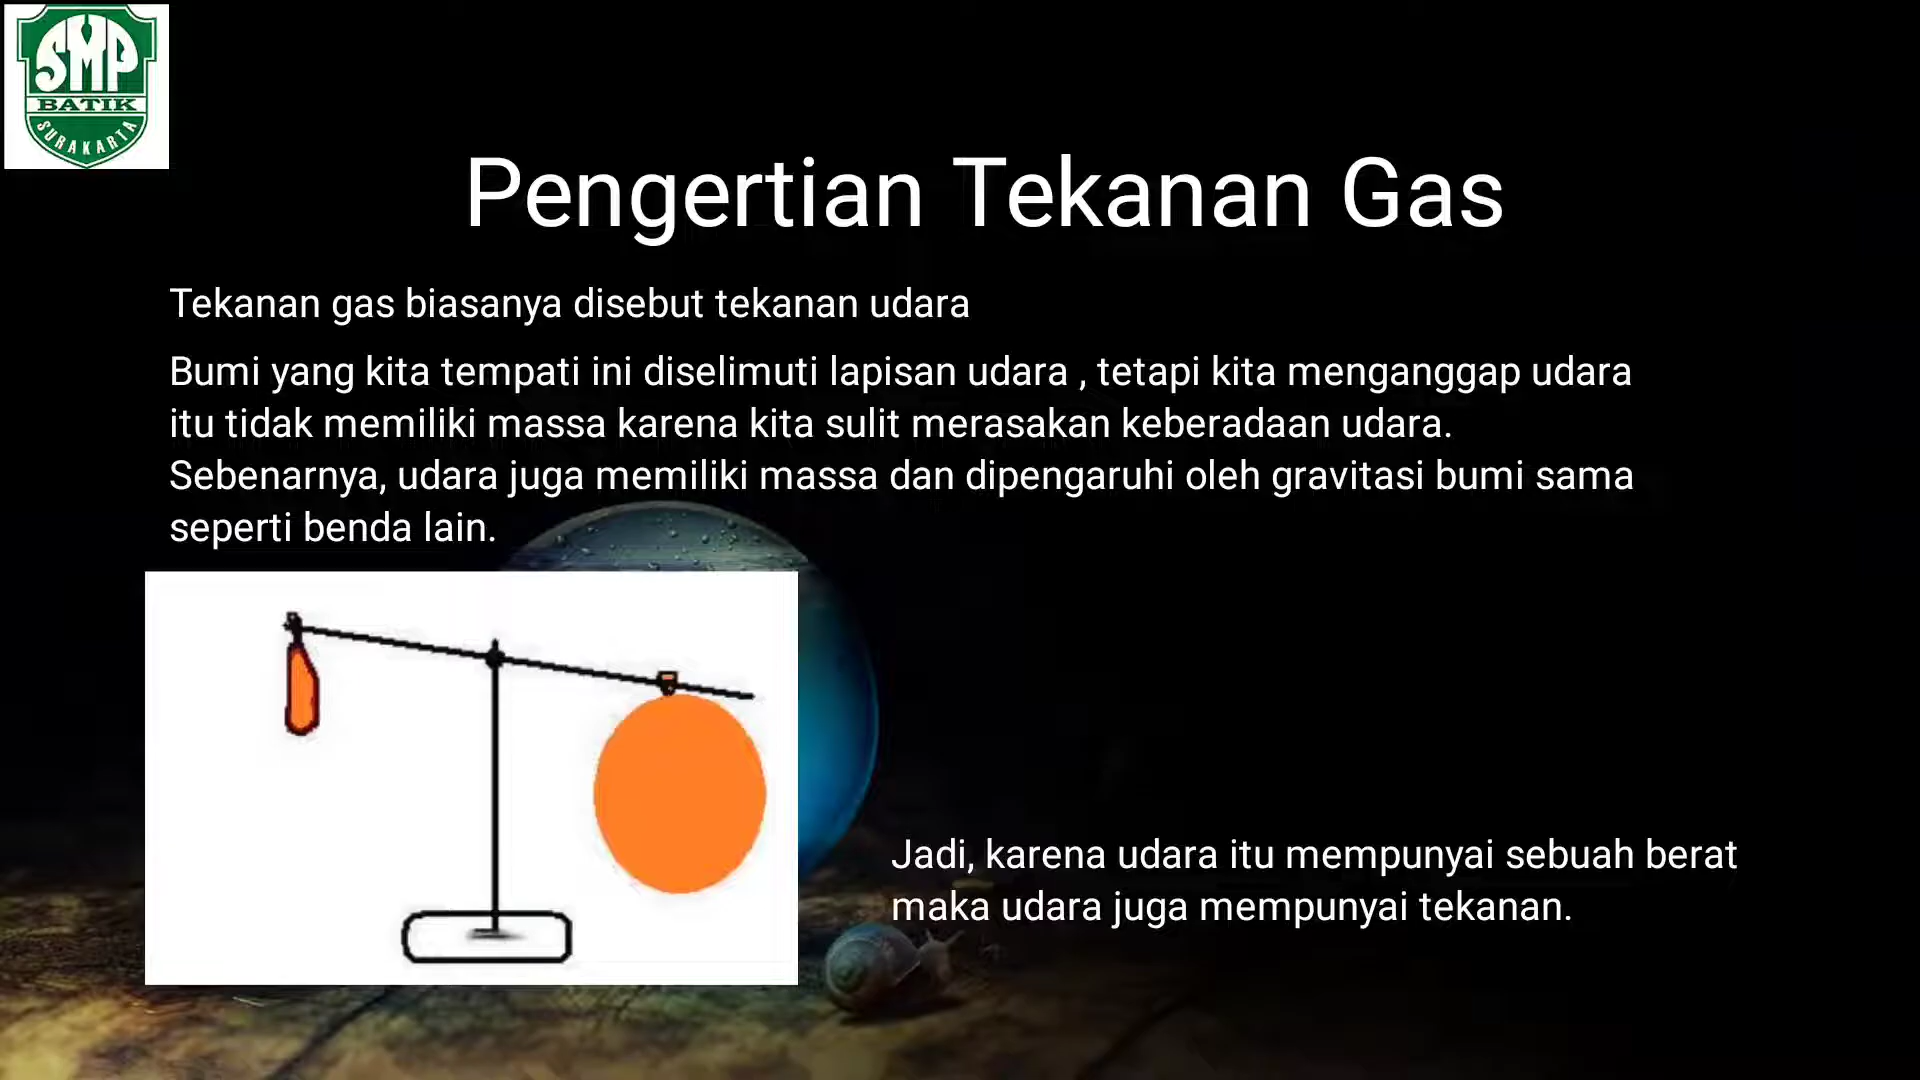 SMP
BATIK
SURAKARTA
Pengertian Tekanan Gas
Tekanan gas biasanya disebut tekanan udara
Bumi yang kita tempati ini diselimuti lapisan udara , tetapi kita menganggap udara
itu tidak memiliki massa karena kita sulit merasakan keberadaan udara.
Sebenarnya, udara juga memiliki massa dan dipengaruhi oleh gravitasi bumi sama
seperti benda lain.
Jadi, karena udara itu mempunyai sebuah berat
maka udara juga mempunyai tekanan.